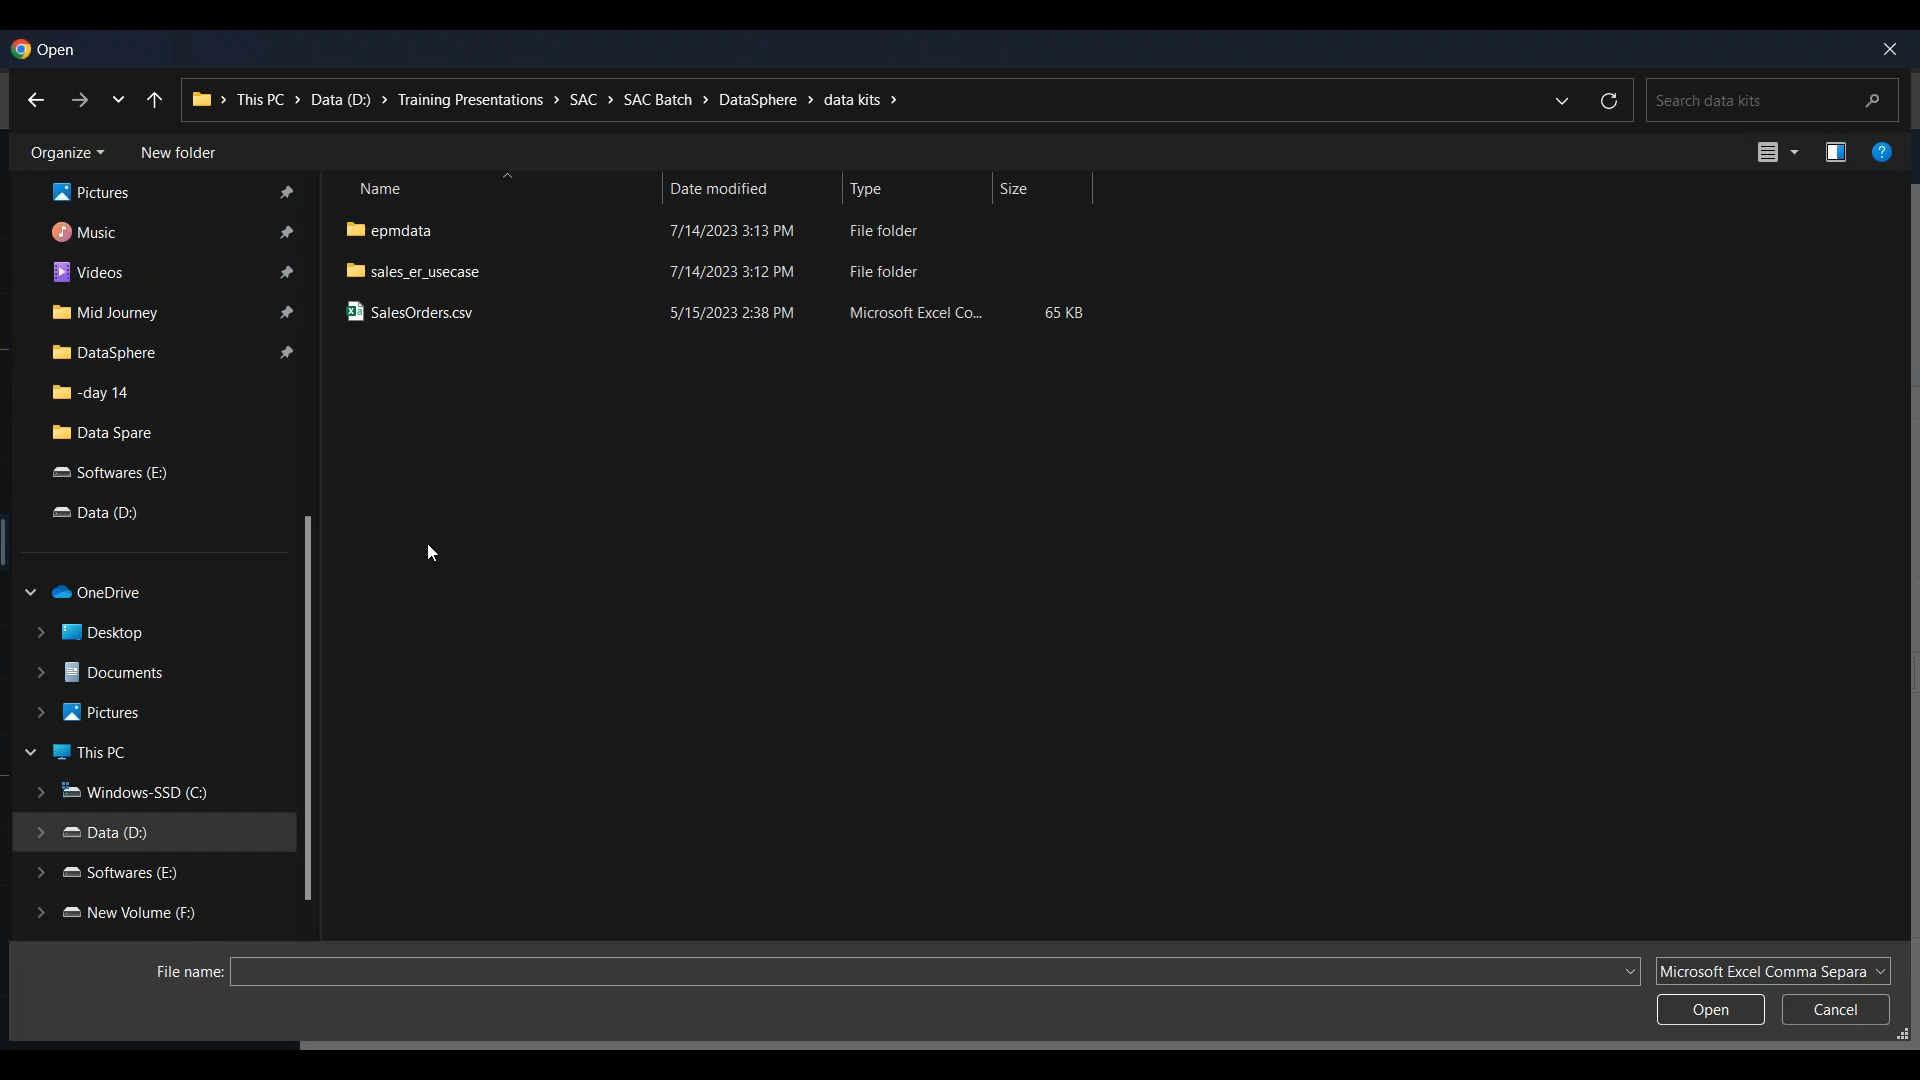 Open
This PC > Data (D:) > Training Presentations > SAC > SAC Batch > DataSphere > data kits >
Search data kits
Organize
New folder
Pictures
Music
Videos
Mid Journey
DataSphere
-day 14
Data Spare
Softwares (E:)
Data (D:)
OneDrive
Desktop
Documents
Pictures
This PC
Windows-SSD (C:)
Data (D:)
Softwares (E:)
New Volume (F:)
Name Date modified Type Size
epmdata 7/14/2023 3:13 PM File folder
sales_er_usecase 7/14/2023 3:12 PM File folder
SalesOrders.csv 5/15/2023 2:38 PM Microsoft Excel Co... 65 KB
File name:
Microsoft Excel Comma Separa
Open
Cancel